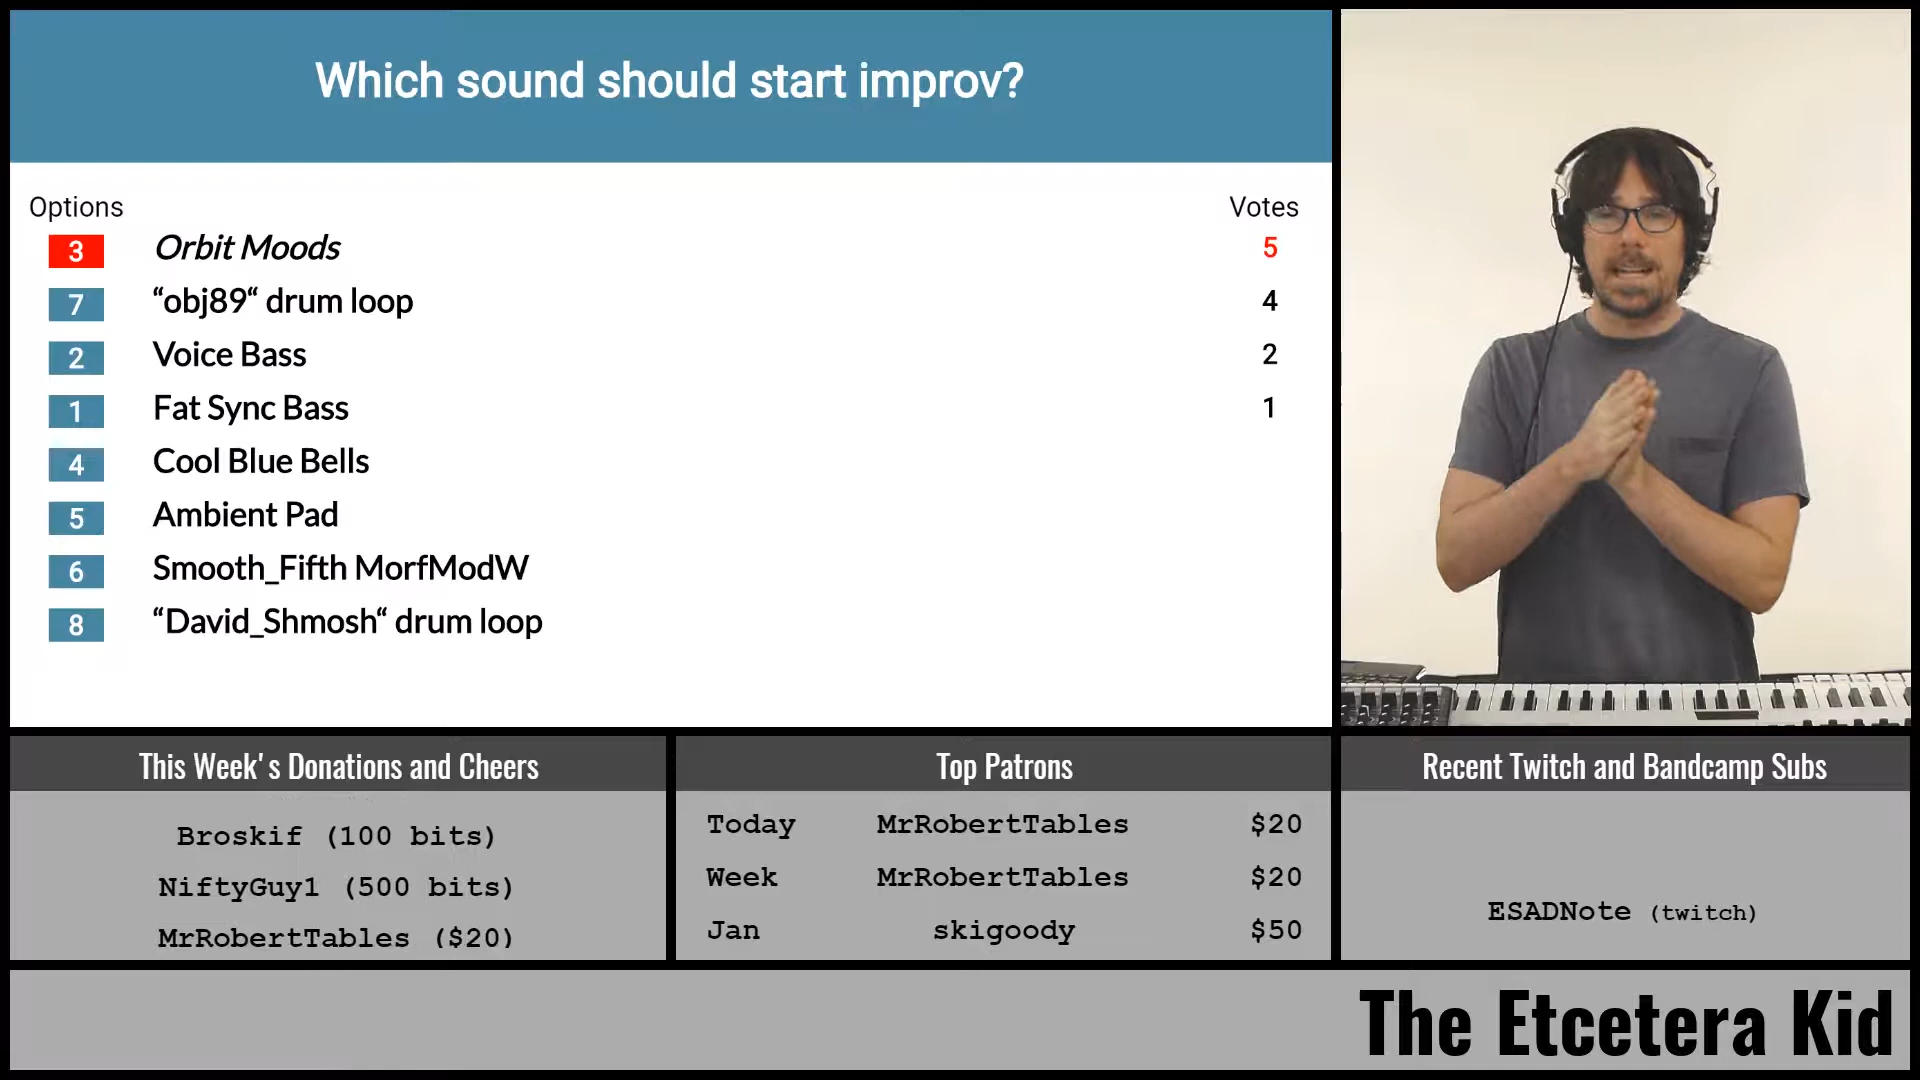 Which sound should start improv?
Options Votes
3 Orbit Moods 5
7 “obj89“ drum loop 4
2 Voice Bass 2
1 Fat Sync Bass 1
4 Cool Blue Bells
5 Ambient Pad
6 Smooth_Fifth MorfModW
8 “David_Shmosh“ drum loop
This Week's Donations and Cheers
Broskif (100 bits)
NiftyGuy1 (500 bits)
MrRobertTables ($20)
Top Patrons
Today MrRobertTables $20
Week MrRobertTables $20
Jan skigoody $50
Recent Twitch and Bandcamp Subs
ESADNote (twitch)
The Etcetera Kid